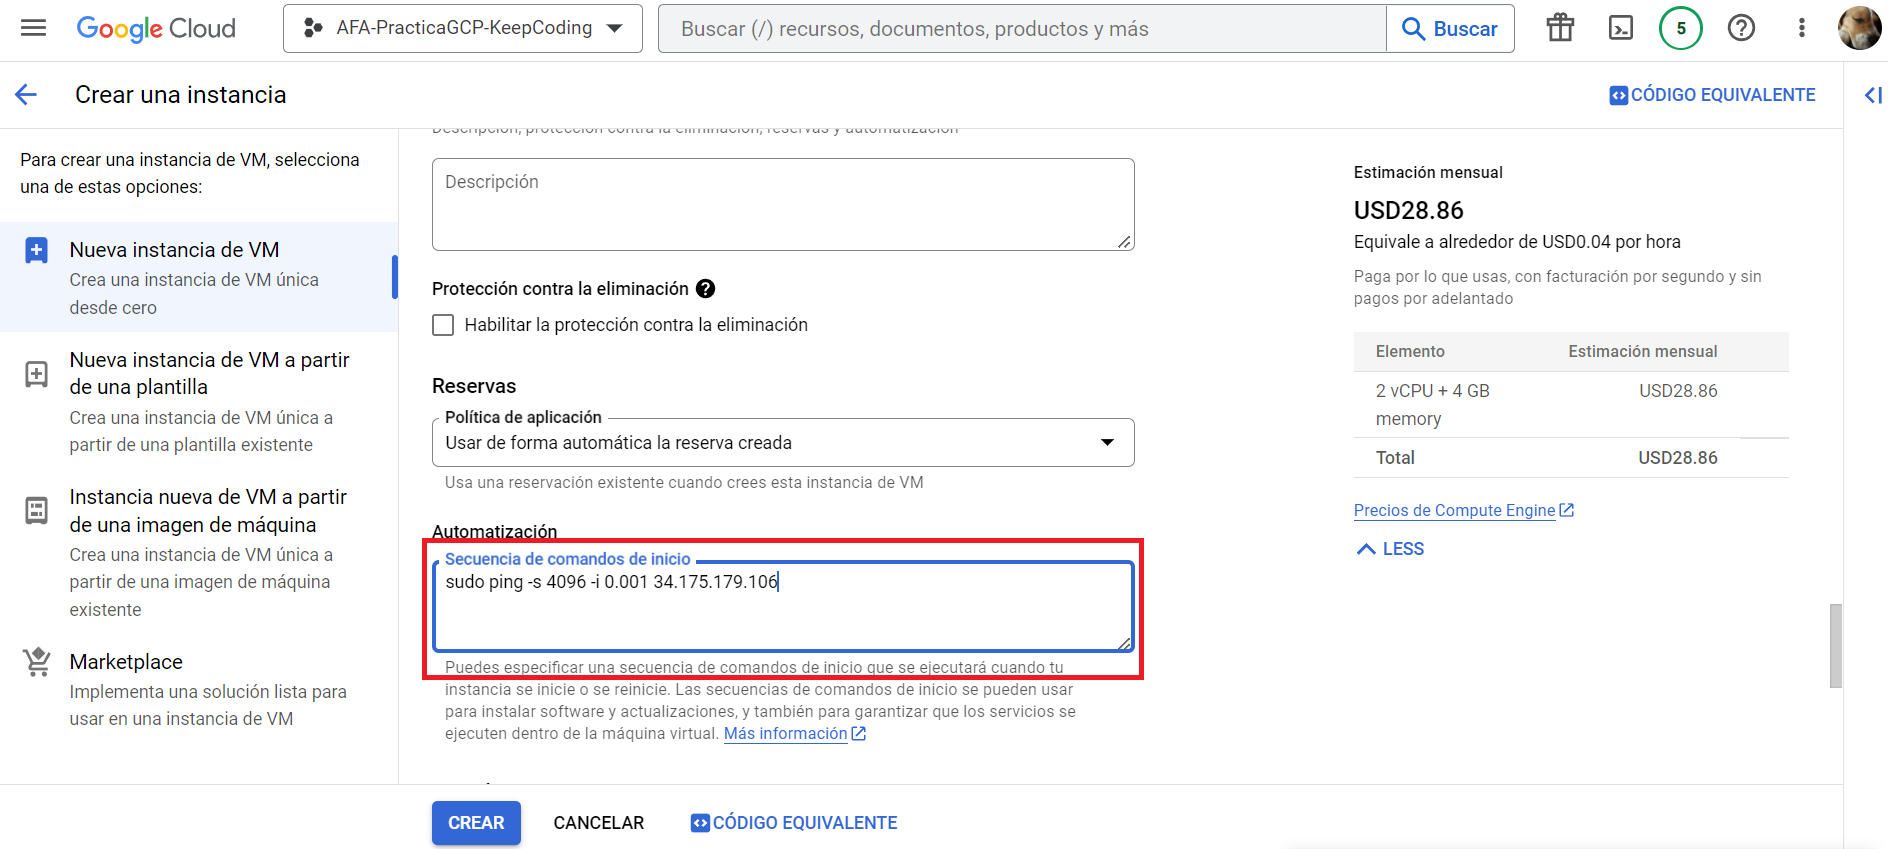 Google Cloud
AFA-PracticaGCP-KeepCoding
Buscar (/) recursos, documentos, productos y más
Buscar
5
Crear una instancia
CÓDIGO EQUIVALENTE
Para crear una instancia de VM, selecciona
una de estas opciones:
Nueva instancia de VM
Crea una instancia de VM única
desde cero
Nueva instancia de VM a partir
de una plantilla
Crea una instancia de VM única a
partir de una plantilla existente
Instancia nueva de VM a partir
de una imagen de máquina
Crea una instancia de VM única a
partir de una imagen de máquina
existente
Marketplace
Implementa una solución lista para
usar en una instancia de VM
Descripción, protección contra la eliminación, reservas y automatización
Descripción
Protección contra la eliminación
Habilitar la protección contra la eliminación
Reservas
Política de aplicación
Usar de forma automática la reserva creada
Usa una reservación existente cuando crees esta instancia de VM
Automatización
Secuencia de comandos de inicio
sudo ping -s 4096 -i 0.001 34.175.179.106
Puedes especificar una secuencia de comandos de inicio que se ejecutará cuando tu
instancia se inicie o se reinicie. Las secuencias de comandos de inicio se pueden usar
para instalar software y actualizaciones, y también para garantizar que los servicios se
ejecuten dentro de la máquina virtual. Más información
CREAR
CANCELAR
CÓDIGO EQUIVALENTE
Estimación mensual
USD28.86
Equivale a alrededor de USD0.04 por hora
Paga por lo que usas, con facturación por segundo y sin
pagos por adelantado
Elemento Estimación mensual
2 vCPU + 4 GB USD28.86
memory
Total USD28.86
Precios de Compute Engine
LESS